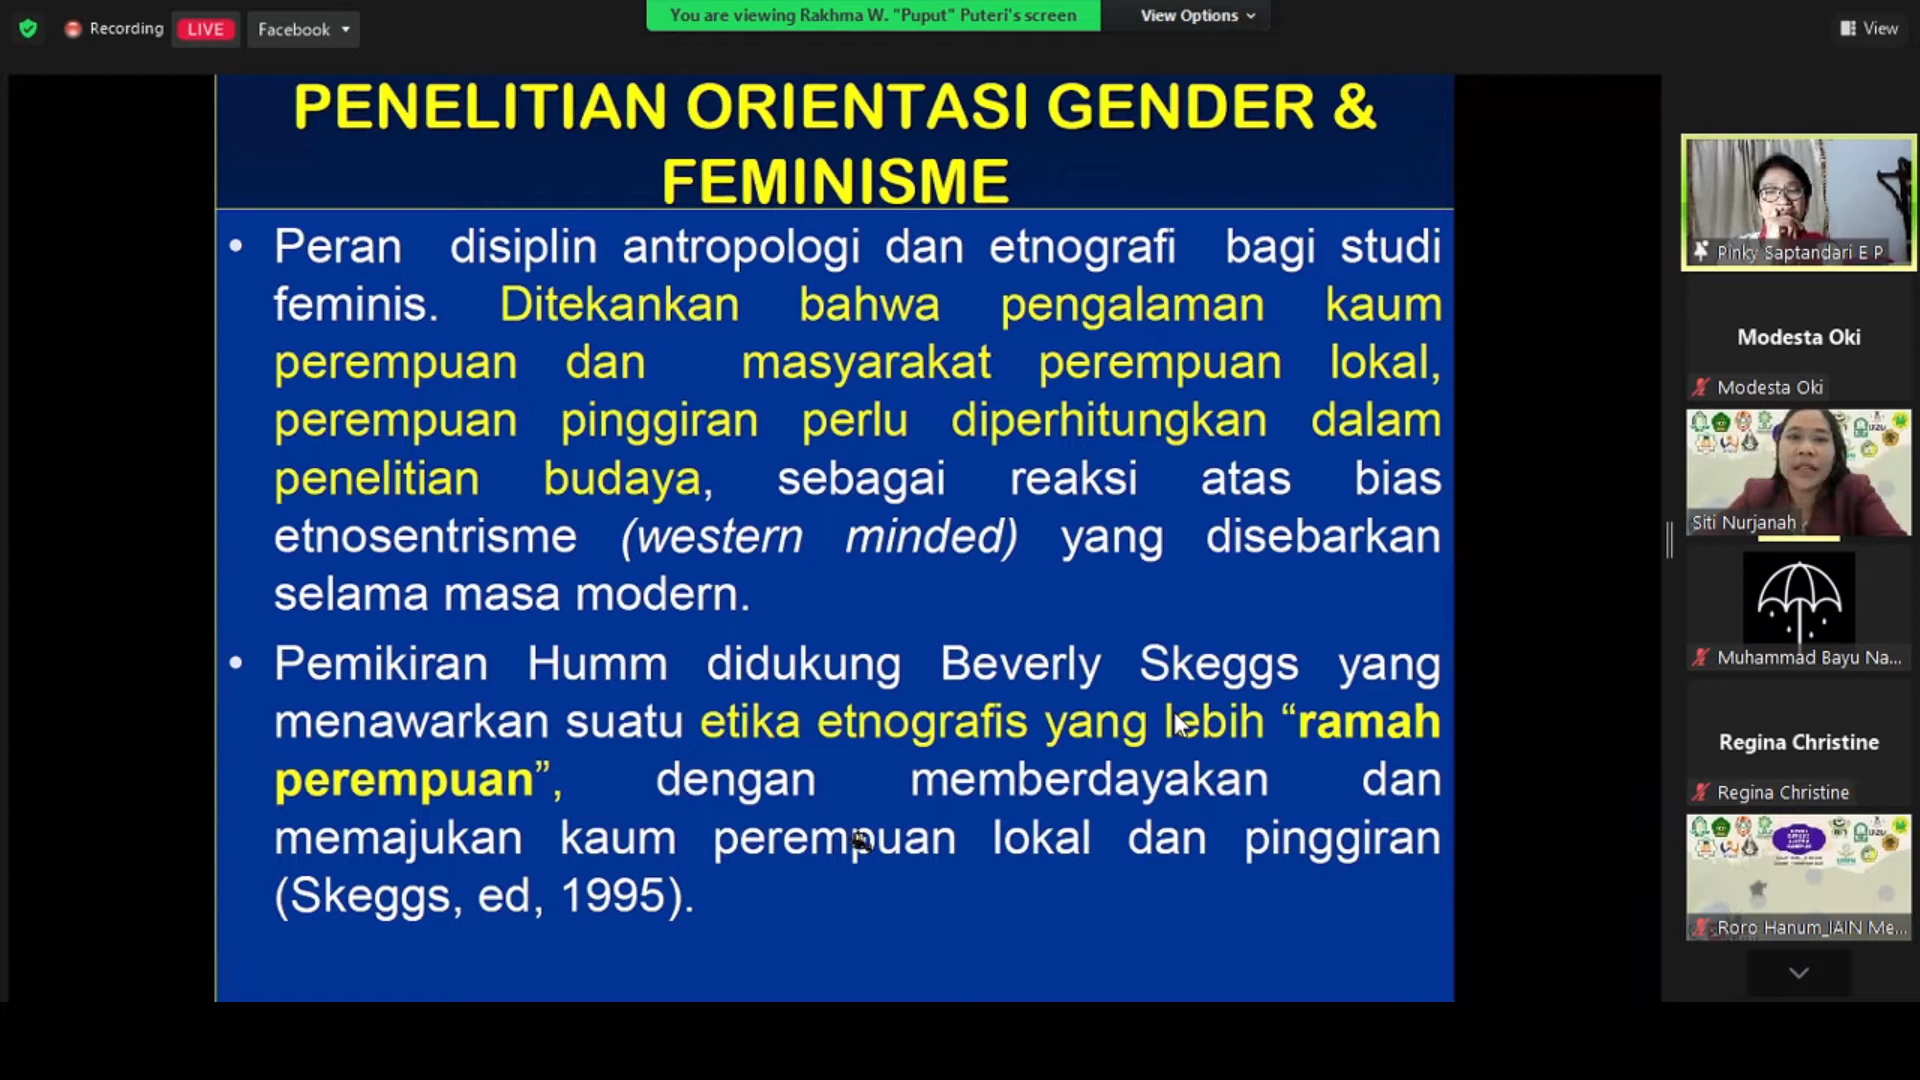 Recording
LIVE
Facebook
You are viewing Rakhma W. "Puput" Puteri's screen
View Options
View
PENELITIAN ORIENTASI GENDER &
FEMINISME
• Peran disiplin antropologi dan etnografi bagi studi
feminis. Ditekankan bahwa pengalaman kaum
perempuan dan masyarakat perempuan lokal,
perempuan pinggiran perlu diperhitungkan dalam
penelitian budaya, sebagai reaksi atas bias
etnosentrisme (western minded) yang disebarkan
selama masa modern.
• Pemikiran Humm didukung Beverly Skeggs yang
menawarkan suatu etika etnografis yang lebih “ramah
perempuan”, dengan memberdayakan dan
memajukan kaum perempuan lokal dan pinggiran
(Skeggs, ed, 1995).
Pinky Saptandari E P
Modesta Oki
Modesta Oki
Siti Nurjanah
Muhammad Bayu Na...
Regina Christine
Regina Christine
Roro Hanum_IAIN Me...